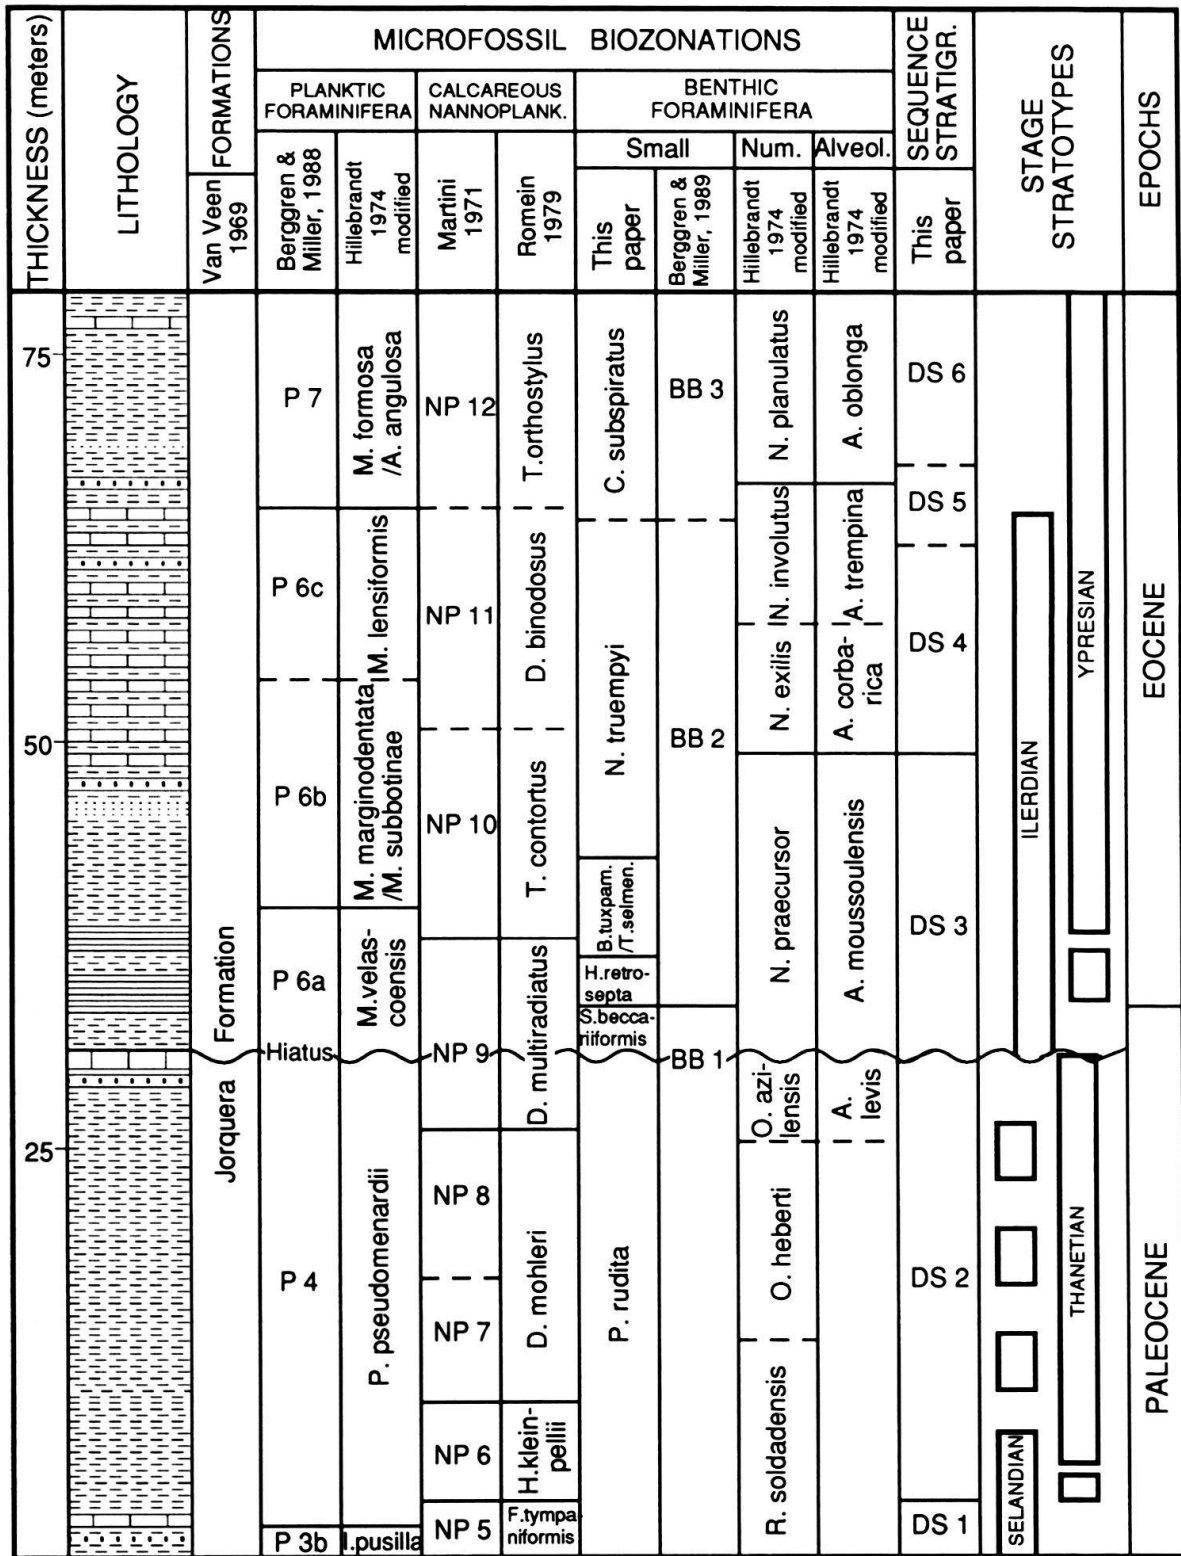 THICKNESS (meters)
LITHOLOGY
FORMATIONS
Van Veen
1969
MICROFOSSIL BIOZONATIONS
PLANKTIC
FORAMINIFERA
CALCAREOUS
NANNOPLANK.
BENTHIC
FORAMINIFERA
Small
Num.
Alveol.
Berggren &
Miller, 1988
Hillebrandt
1974
modified
Martini
1971
Romein
1979
This
paper
Berggren &
Miller, 1989
Hillebrandt
1974
modified
Hillebrandt
1974
modified
SEQUENCE
STRATIGR.
This
paper
STAGE
STRATOTYPES
EPOCHS
75
50
25
Jorquera Formation
P 7
P 6c
P 6b
P 6a
Hiatus
P 4
P 3b
M. formosa
/A. angulosa
M. lensiformis
M. marginodentata
/M. subbotinae
M.velas-
coensis
P. pseudomenardii
I.pusilla
NP 12
NP 11
NP 10
NP 9
NP 8
NP 7
NP 6
NP 5
T.orthostylus
D. binodosus
T. contortus
D. multiradiatus
D. mohleri
H.klein-
pellii
F.tympa-
niformis
C. subspiratus
N. truempyi
B.tuxpam.
/T.selmen.
H.retro-
septa
S.becca-
riiformis
P. rudita
BB 3
BB 2
BB 1
N. planulatus
N. involutus
N. exilis
N. praecursor
O. azi-
lensis
O. heberti
R. soldadensis
A. oblonga
A. trempina
A. corba-
rica
A. moussoulensis
A.
levis
DS 6
DS 5
DS 4
DS 3
DS 2
DS 1
ILERDIAN
SELANDIAN
YPRESIAN
THANETIAN
EOCENE
PALEOCENE